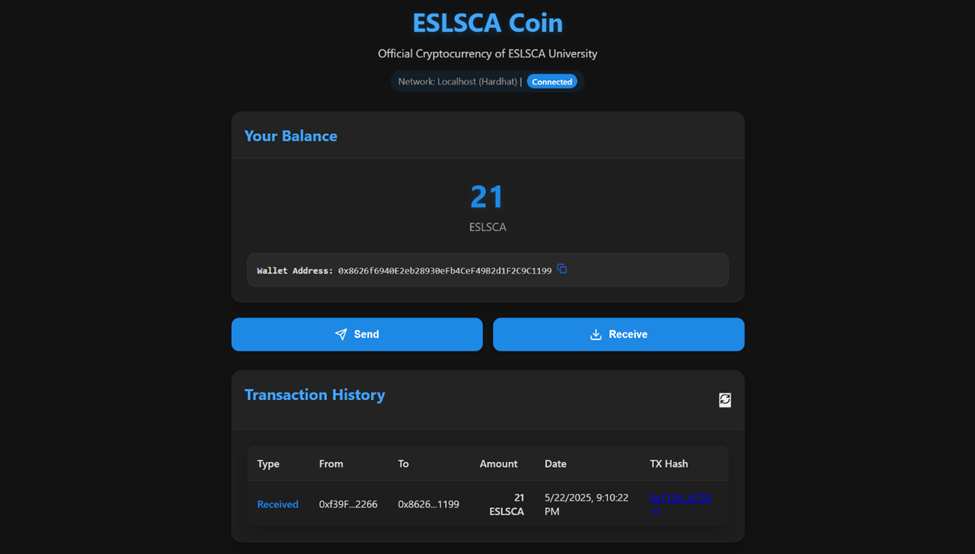 ESLSCA Coin
Official Cryptocurrency of ESLSCA University
Network: Localhost (Hardhat) | Connected
Your Balance
21
ESLSCA
Wallet Address: 0x8626f6940E2eb28930eFb4CeF49B2d1F2C9C1199
Send
Receive
Transaction History
Type From To Amount Date TX Hash
Received 0xf39F...2266 0x8626...1199 21 ESLSCA 5/22/2025, 9:10:22 PM